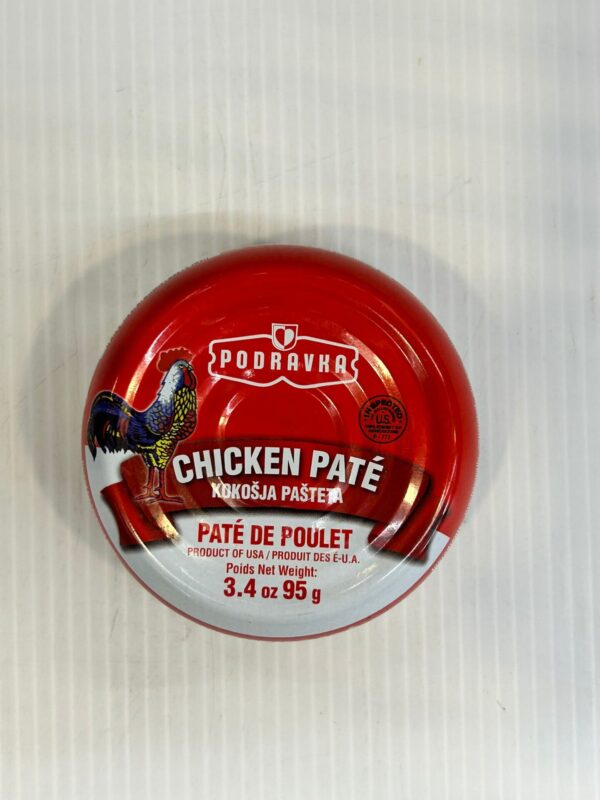 PODRAVKA
U.S.
CHICKEN PATÉ
KOKOŠJA PAŠTETA
PATÉ DE POULET
PRODUCT OF USA / PRODUIT DES É-U.A.
Poids Net Weight:
3.4 oz 95 g